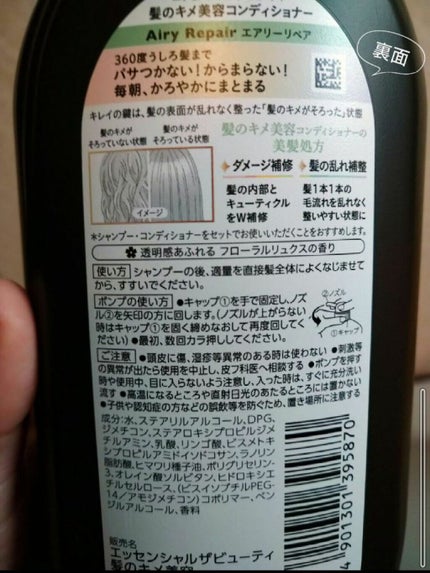 髪のキメ美容コンディショナー
Airy Repair エアリーリペア
裏面
360度うしろ髪まで
パサつかない!からまらない!
毎朝、かろやかにまとまる
キレイの鍵は、髪の表面が乱れなく整った「髪のキメがそろった」状態
髪のキメが
そろっていない状態
髪のキメが
そろっている状態
イメージ
髪のキメ美容コンディショナーの
美髪処方
ダメージ補修
髪の内部と
キューティクル
をW補修
髪の乱れ補整
髪1本1本の
毛流れを乱れなく
整いやすい状態に
*シャンプー・コンディショナーをセットでお使いいただくことをおすすめします。
透明感あふれる フローラルリュクスの香り
使い方 シャンプーの後、適量を直接髪全体によくなじませて
から、すすいでください。
ポンプの使い方 ●キャップ①を手で固定し、ノズ
ル②を矢印の方に回します。(ノズルが上がらない
時はキャップ①を固く締めなおして再度回してく
ださい) ●最初、数回カラ押ししてください。
②ノズル
①キャップ
ご注意 ●頭皮に傷、湿疹等異常のある時は使わない ●刺激等
の異常が出たら使用を中止し、皮フ科医へ相談する ●ポンプを押す
時や使用中、目に入らないよう注意し、入った時は、すぐに充分洗い
流す ●高温になるところや直射日光のあたるところには置かない
●子供や認知症の方などの誤飲等を防ぐため、置き場所に注意する
成分:水、ステアリルアルコール、DPG、
ジメチコン、ステアロキシプロピルジメ
チルアミン、乳酸、リンゴ酸、ビスメトキ
シプロピルアミドイソドコサン、ラノリン
脂肪酸、ヒマワリ種子油、ポリグリセリン-
3、オレイン酸ソルビタン、ヒドロキシエ
チルセルロース、(ビスイソブチルPEG-
14/アモジメチコン)コポリマー、ベン
ジルアルコール、香料
4901301395870
販売名
エッセンシャルザビューティ
髪のキメ美容